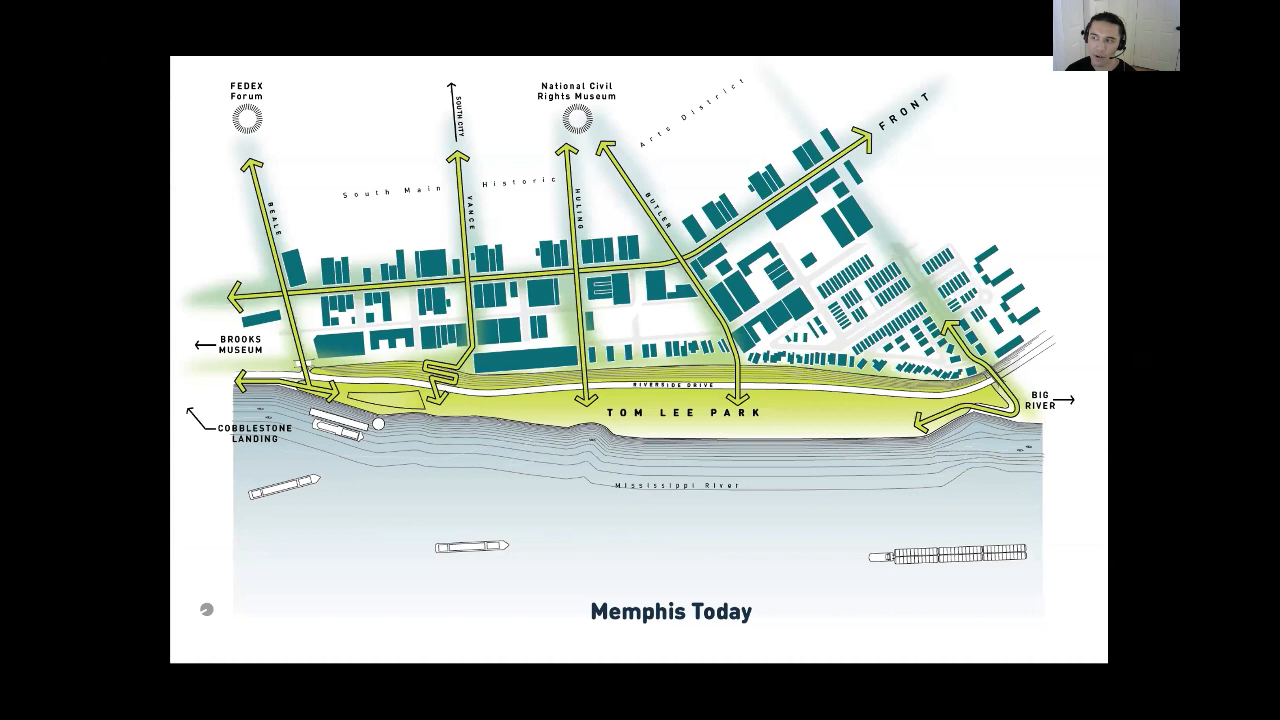 FEDEX
Forum
National Civil
Rights Museum
SOUTH CITY
Arts District
FRONT
South Main Historic
BEALE
VANCE
HULING
BUTLER
BROOKS
MUSEUM
RIVERSIDE DRIVE
TOM LEE PARK
BIG
RIVER
COBBLESTONE
LANDING
Mississippi River
Memphis Today